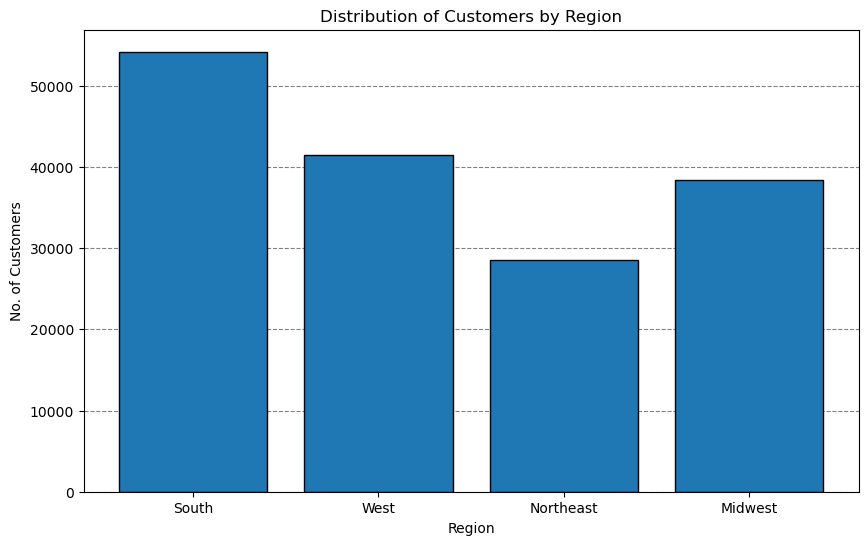 Distribution of Customers by Region
50000
40000
30000
20000
10000
0
No. of Customers
South West Northeast Midwest
Region